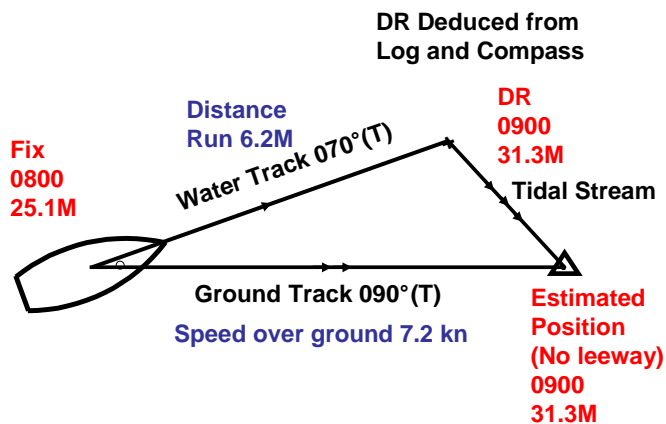 DR Deduced from
Log and Compass
Distance
Run 6.2M
DR
0900
31.3M
Fix
0800
25.1M
Water Track 070°(T)
Tidal Stream
Ground Track 090°(T)
Speed over ground 7.2 kn
Estimated
Position
(No leeway)
0900
31.3M